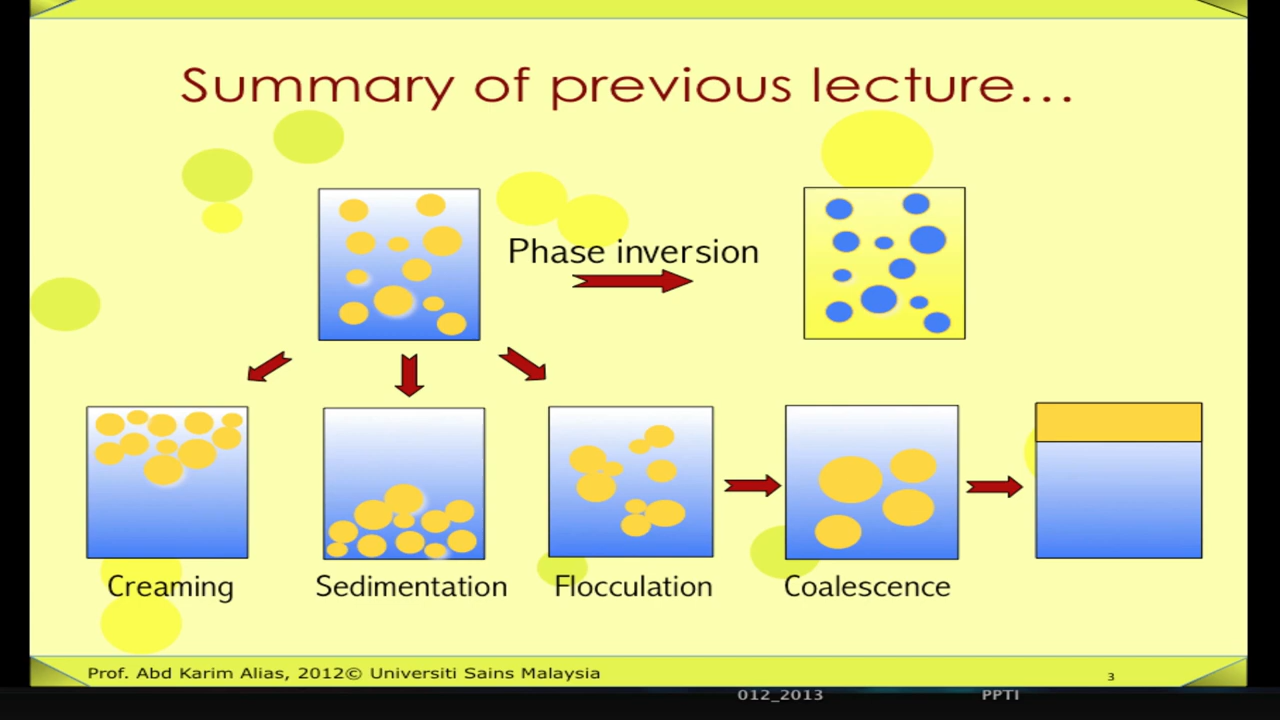 Summary of previous lecture...
Phase inversion
Creaming
Sedimentation
Flocculation
Coalescence
Prof. Abd Karim Alias, 2012© Universiti Sains Malaysia
3
012_2013
PPTI